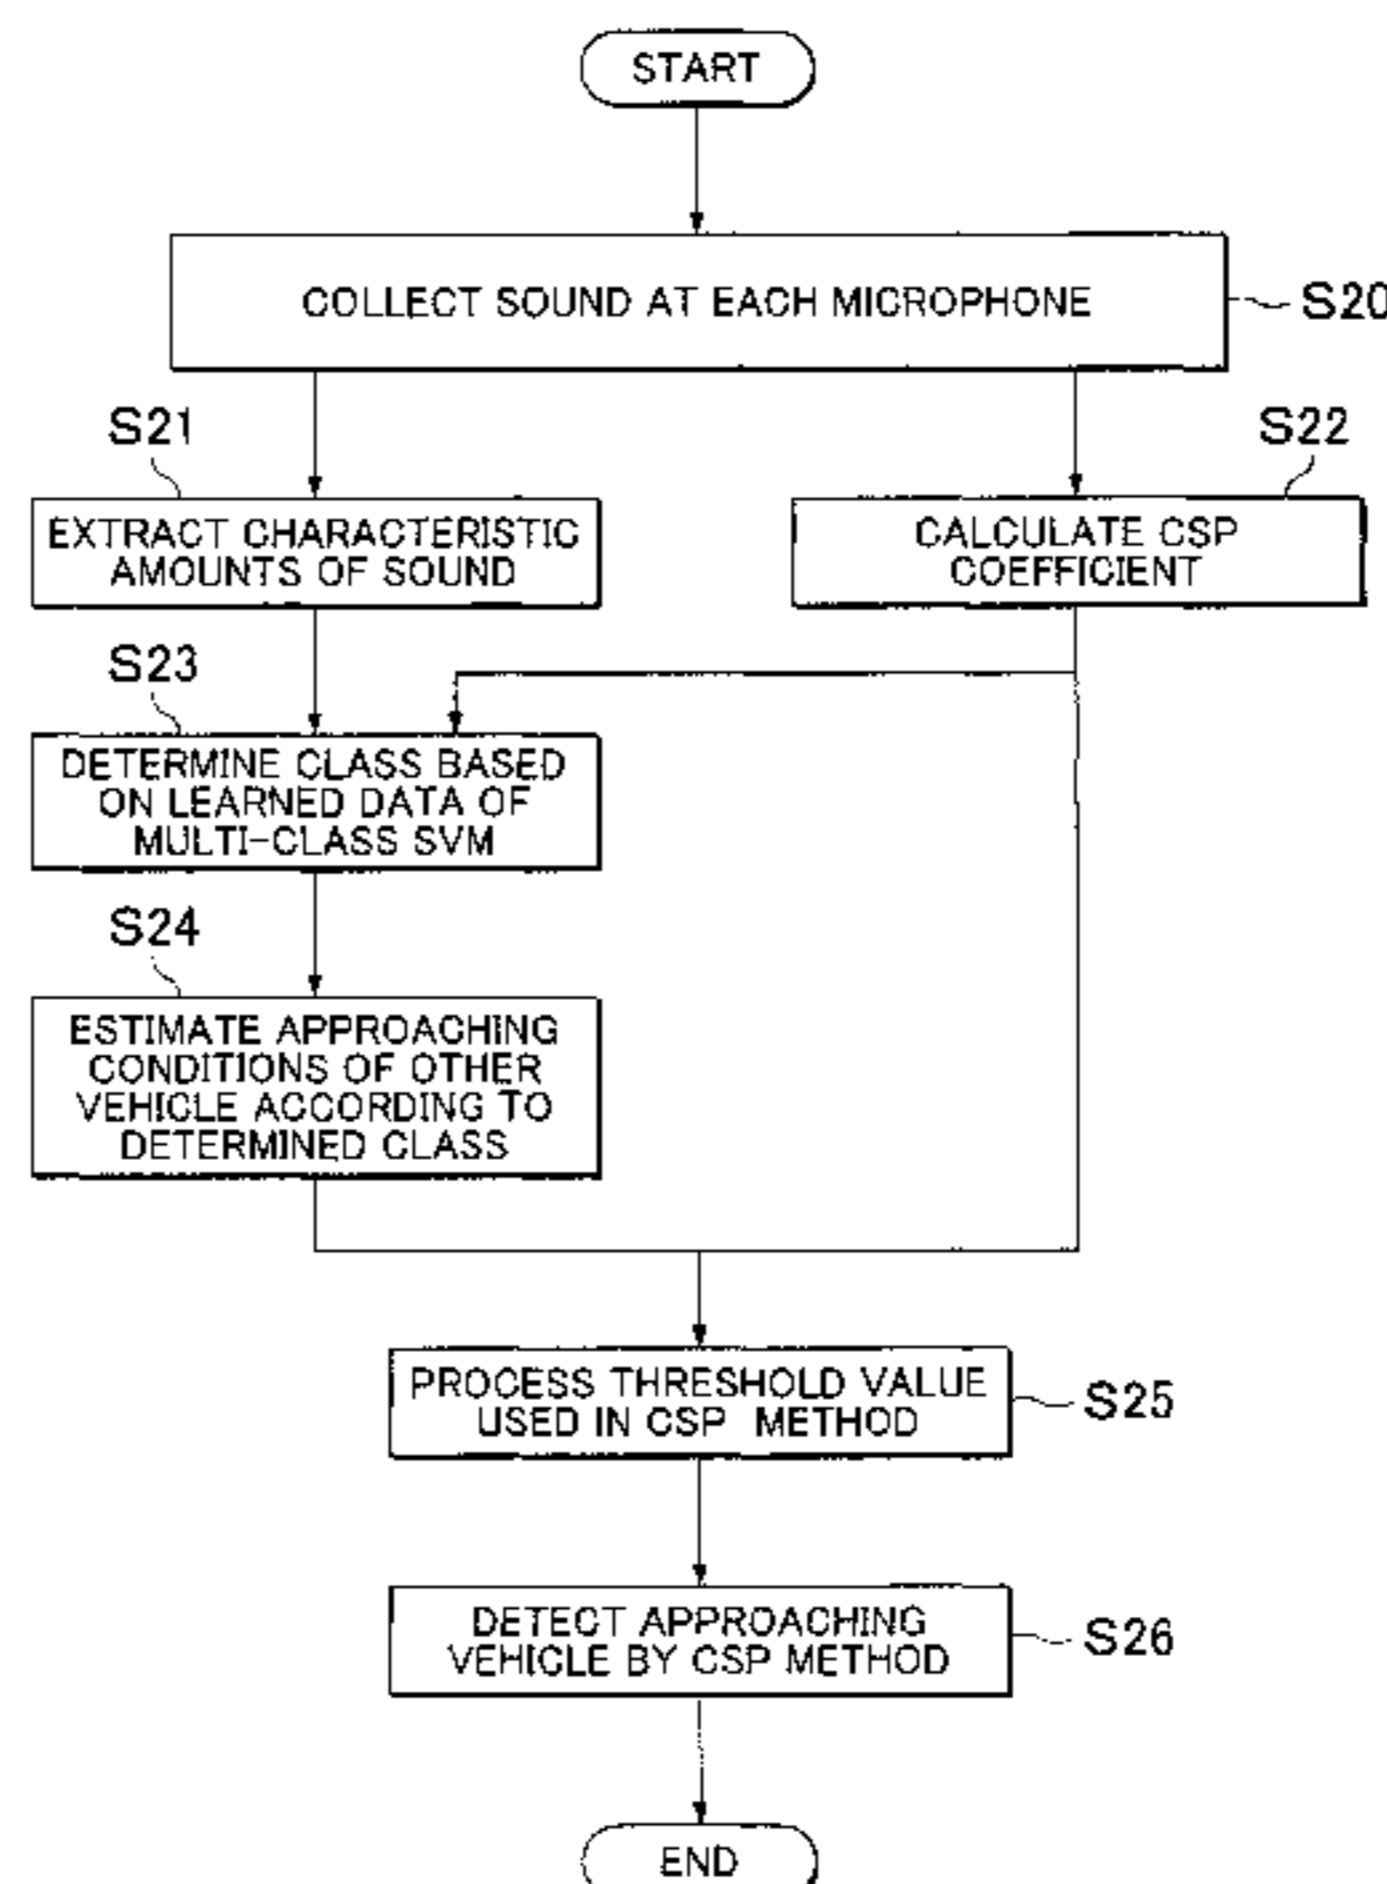 START
COLLECT SOUND AT EACH MICROPHONE
S20
S21
S22
EXTRACT CHARACTERISTIC
AMOUNTS OF SOUND
CALCULATE CSP
COEFFICIENT
S23
DETERMINE CLASS BASED
ON LEARNED DATA OF
MULTI-CLASS SVM
S24
ESTIMATE APPROACHING
CONDITIONS OF OTHER
VEHICLE ACCORDING TO
DETERMINED CLASS
PROCESS THRESHOLD VALUE
USED IN CSP METHOD
S25
DETECT APPROACHING
VEHICLE BY CSP METHOD
S26
END